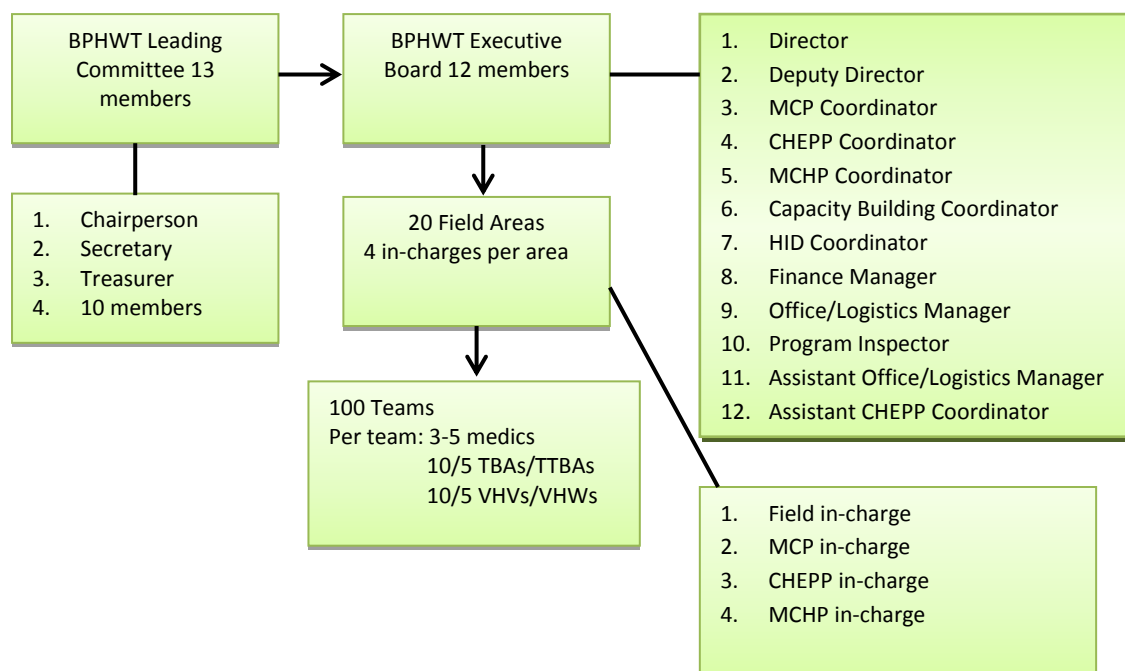 BPHWT Leading
Committee 13
members
BPHWT Executive
Board 12 members
1. Director
2. Deputy Director
3. MCP Coordinator
4. CHEPP Coordinator
5. MCHP Coordinator
6. Capacity Building Coordinator
7. HID Coordinator
8. Finance Manager
9. Office/Logistics Manager
10. Program Inspector
11. Assistant Office/Logistics Manager
12. Assistant CHEPP Coordinator
1. Chairperson
2. Secretary
3. Treasurer
4. 10 members
20 Field Areas
4 in-charges per area
100 Teams
Per team: 3-5 medics
10/5 TBAs/TTBAs
10/5 VHVs/VHWs
1. Field in-charge
2. MCP in-charge
3. CHEPP in-charge
4. MCHP in-charge